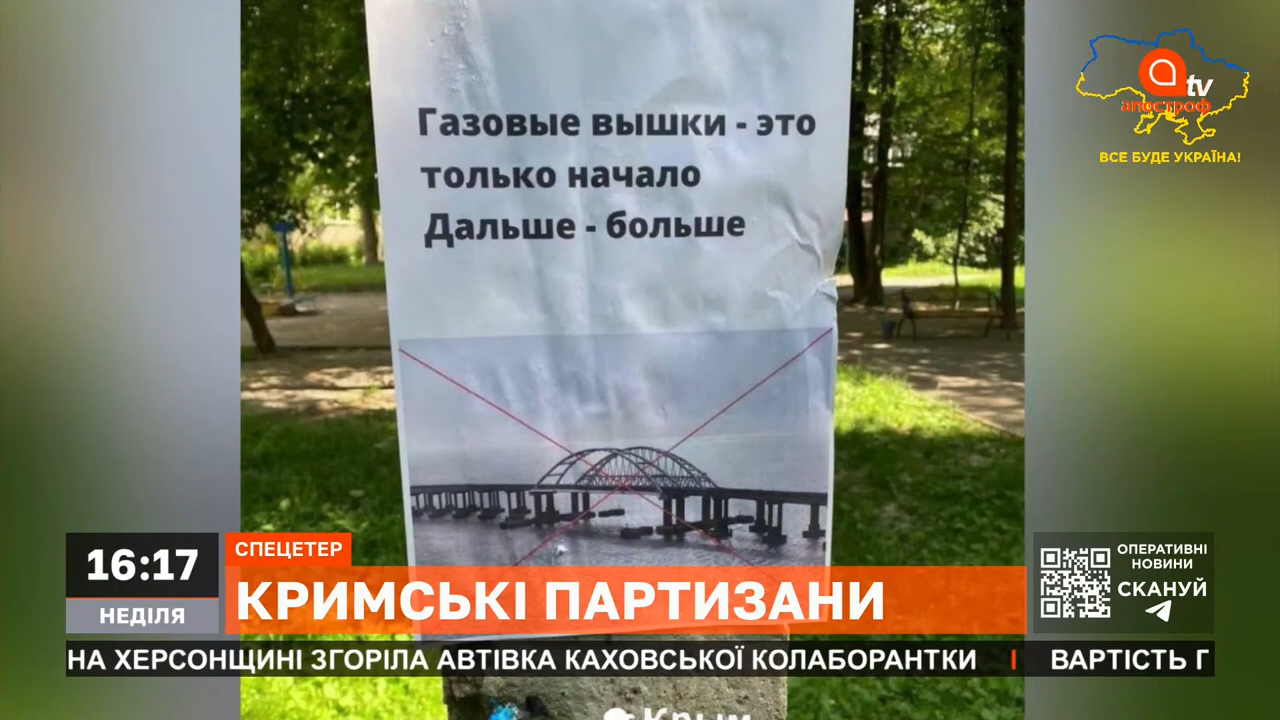 Газовые вышки - это
только начало
Дальше - больше
tv
апостроф
ВСЕ БУДЕ УКРАЇНА!
16:17
НЕДІЛЯ
СПЕЦЕТЕР
КРИМСЬКІ ПАРТИЗАНИ
ОПЕРАТИВНІ
НОВИНИ
СКАНУЙ
НА ХЕРСОНЩИНІ ЗГОРІЛА АВТІВКА КАХОВСЬКОЇ КОЛАБОРАНТКИ | ВАРТІСТЬ Г
Крым